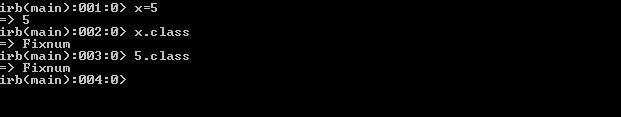 irb(main):001:0> x=5
=> 5
irb(main):002:0> x.class
=> Fixnum
irb(main):003:0> 5.class
=> Fixnum
irb(main):004:0>